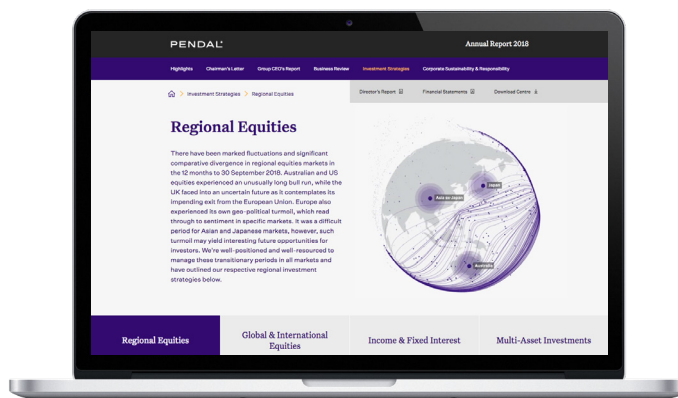 PENDAL
Annual Report 2018
Highlights Chairman's Letter Group CEO's Report Business Review Investment Strategies Corporate Sustainability & Responsibility
Investment Strategies > Regional Equities
Director's Report Financial Statements Download Centre
Regional Equities
There have been marked fluctuations and significant
comparative divergence in regional equities markets in
the 12 months to 30 September 2018. Australian and US
equities experienced an unusually long bull run, while the
UK faced into an uncertain future as it contemplates its
impending exit from the European Union. Europe also
experienced its own geo-political turmoil, which read
through to sentiment in specific markets. It was a difficult
period for Asian and Japanese markets, however, such
turmoil may yield interesting future opportunities for
investors. We're well-positioned and well-resourced to
manage these transitionary periods in all markets and
have outlined our respective regional investment
strategies below.
Japan
Asia ex Japan
Australia
Regional Equities
Global & International
Equities
Income & Fixed Interest
Multi-Asset Investments